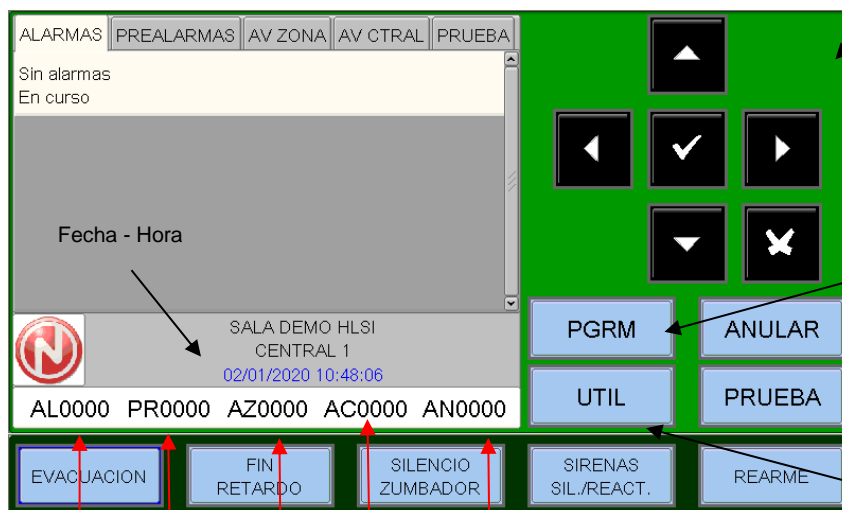 ALARMAS PREALARMAS AV ZONA AV CTRAL PRUEBA
Sin alarmas
En curso
Fecha - Hora
SALA DEMO HLSI
CENTRAL 1
02/01/2020 10:48:06
AL0000 PR0000 AZ0000 AC0000 AN0000
PGRM
ANULAR
UTIL
PRUEBA
EVACUACION
FIN
RETARDO
SILENCIO
ZUMBADOR
SIRENAS
SIL./REACT.
REARME